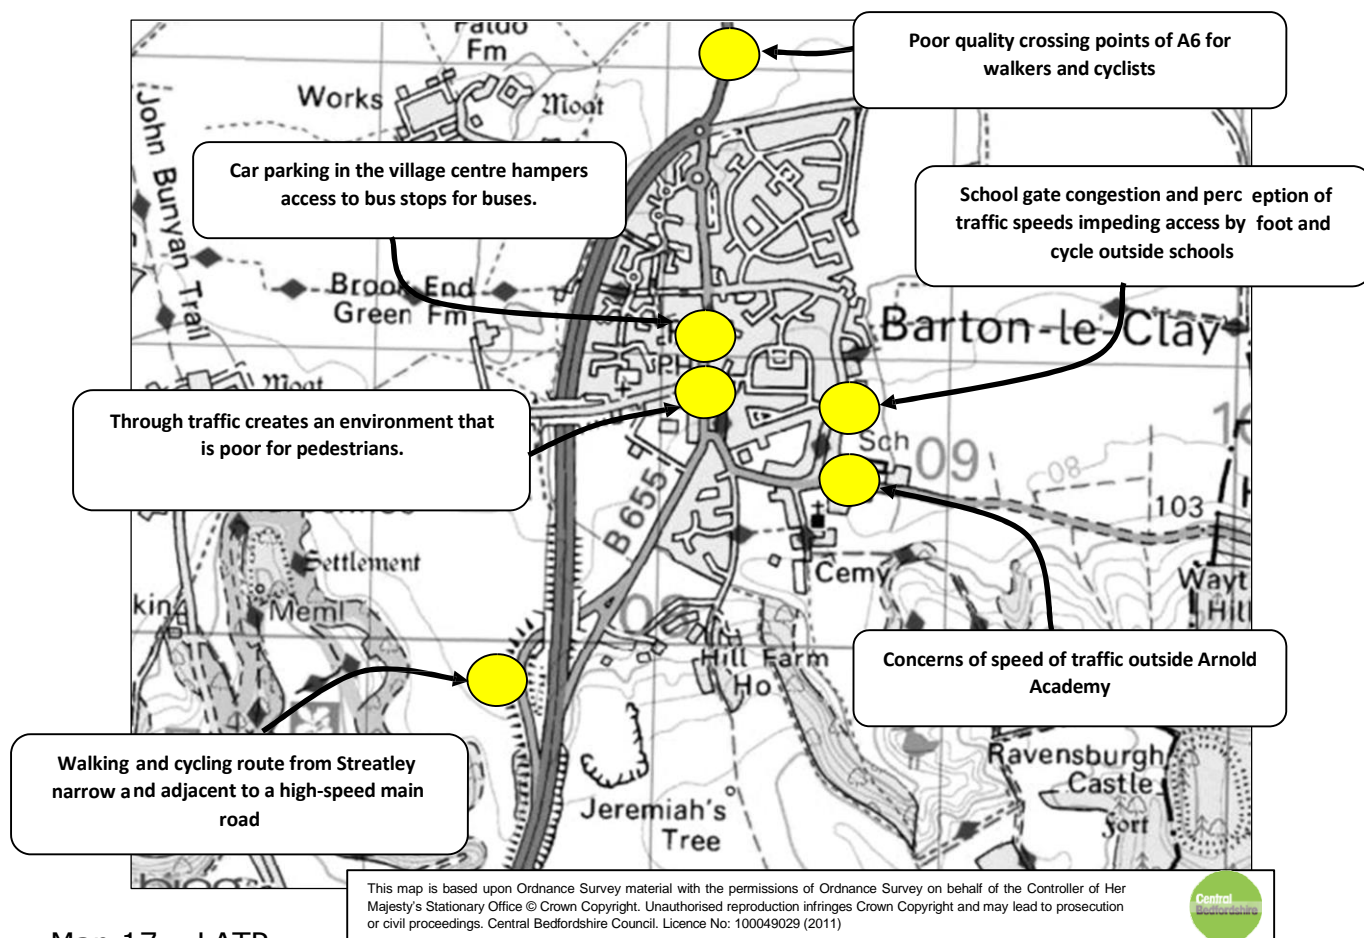 Faldo
Fm
Poor quality crossing points of A6 for
walkers and cyclists
Works
Moat
John Bunyan Trail
Car parking in the village centre hampers
access to bus stops for buses.
School gate congestion and perception of
traffic speeds impeding access by foot and
cycle outside schools
Brook End
Green Fm
Barton-le Clay
PH
Moat
Through traffic creates an environment that
is poor for pedestrians.
Sch
09
08
103
B 655
Settlement
Cemy
Wayt
Hill
Meml
Hill Farm
Ho
Concerns of speed of traffic outside Arnold
Academy
Walking and cycling route from Streatley
narrow and adjacent to a high-speed main
road
Ravensburgh
Castle
Fort
Jeremiah's
Tree
This map is based upon Ordnance Survey material with the permissions of Ordnance Survey on behalf of the Controller of Her
Majesty's Stationary Office © Crown Copyright. Unauthorised reproduction infringes Crown Copyright and may lead to prosecution
or civil proceedings. Central Bedfordshire Council. Licence No: 100049029 (2011)
Central
Bedfordshire